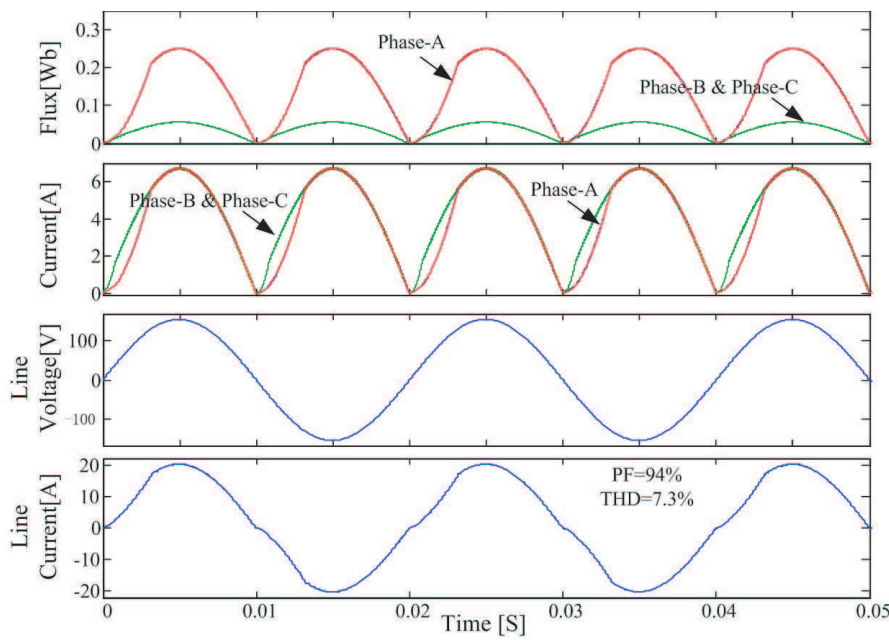 0.3
0.2
0.1
0
Flux[Wb]
Phase-A
Phase-B & Phase-C
6
4
2
0
Current[A]
Phase-B & Phase-C
Phase-A
100
0
-100
Line
Voltage[V]
20
10
0
-10
-20
Line
Current[A]
PF=94%
THD=7.3%
0
0.01
0.02
0.03
0.04
0.05
Time [S]